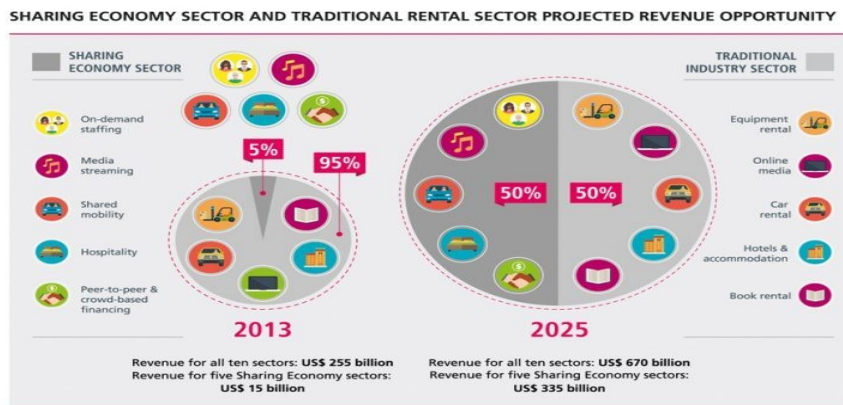 SHARING ECONOMY SECTOR AND TRADITIONAL RENTAL SECTOR PROJECTED REVENUE OPPORTUNITY
SHARING
ECONOMY SECTOR
On-demand
staffing
Media
streaming
Shared
mobility
Hospitality
Peer-to-peer &
crowd-based
financing
5%
95%
2013
Revenue for all ten sectors: US$ 255 billion
Revenue for five Sharing Economy sectors:
US$ 15 billion
50%
50%
2025
Revenue for all ten sectors: US$ 670 billion
Revenue for five Sharing Economy sectors:
US$ 335 billion
TRADITIONAL
INDUSTRY SECTOR
Equipment
rental
Online
media
Car
rental
Hotels &
accommodation
Book rental